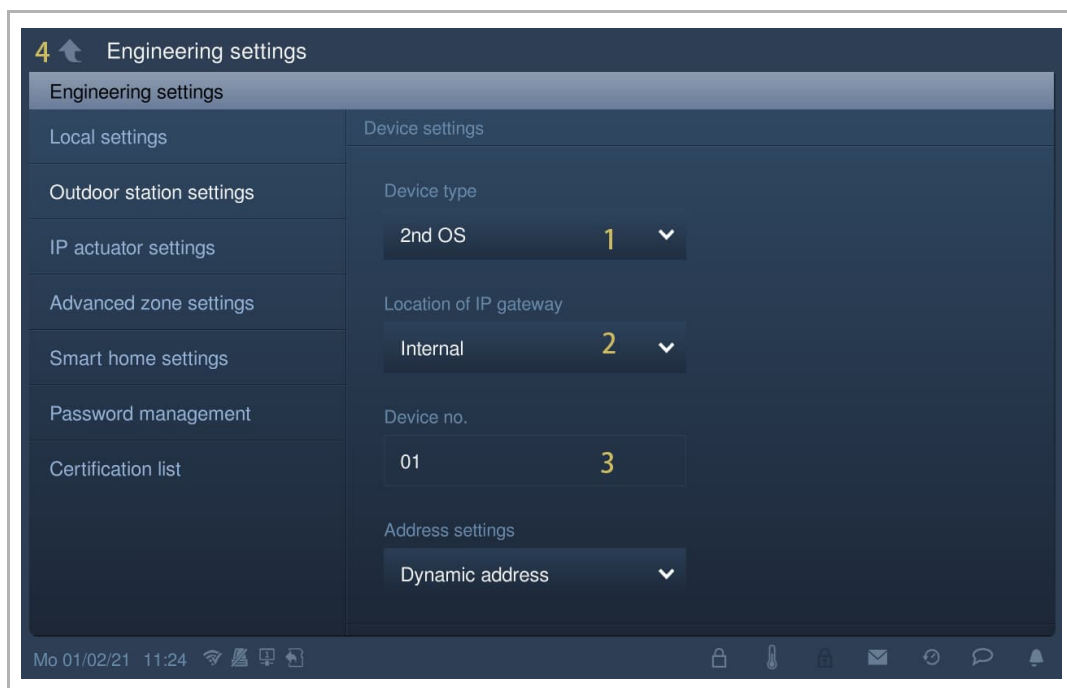 4 Engineering settings
Engineering settings
Local settings
Outdoor station settings
IP actuator settings
Advanced zone settings
Smart home settings
Password management
Certification list
Device settings
Device type
2nd OS 1
Location of IP gateway
Internal 2
Device no.
01 3
Address settings
Dynamic address
Mo 01/02/21 11:24